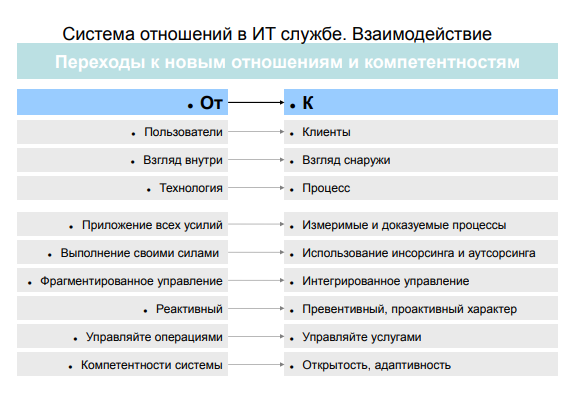 Система отношений в ИТ службе. Взаимодействие
Переходы к новым отношениям и компетентностям
• От • К
• Пользователи • Клиенты
• Взгляд внутри • Взгляд снаружи
• Технология • Процесс
• Приложение всех усилий • Измеримые и доказуемые процессы
• Выполнение своими силами • Использование инсорсинга и аутсорсинга
• Фрагментированное управление • Интегрированное управление
• Реактивный • Превентивный, проактивный характер
• Управляйте операциями • Управляйте услугами
• Компетентности системы • Открытость, адаптивность